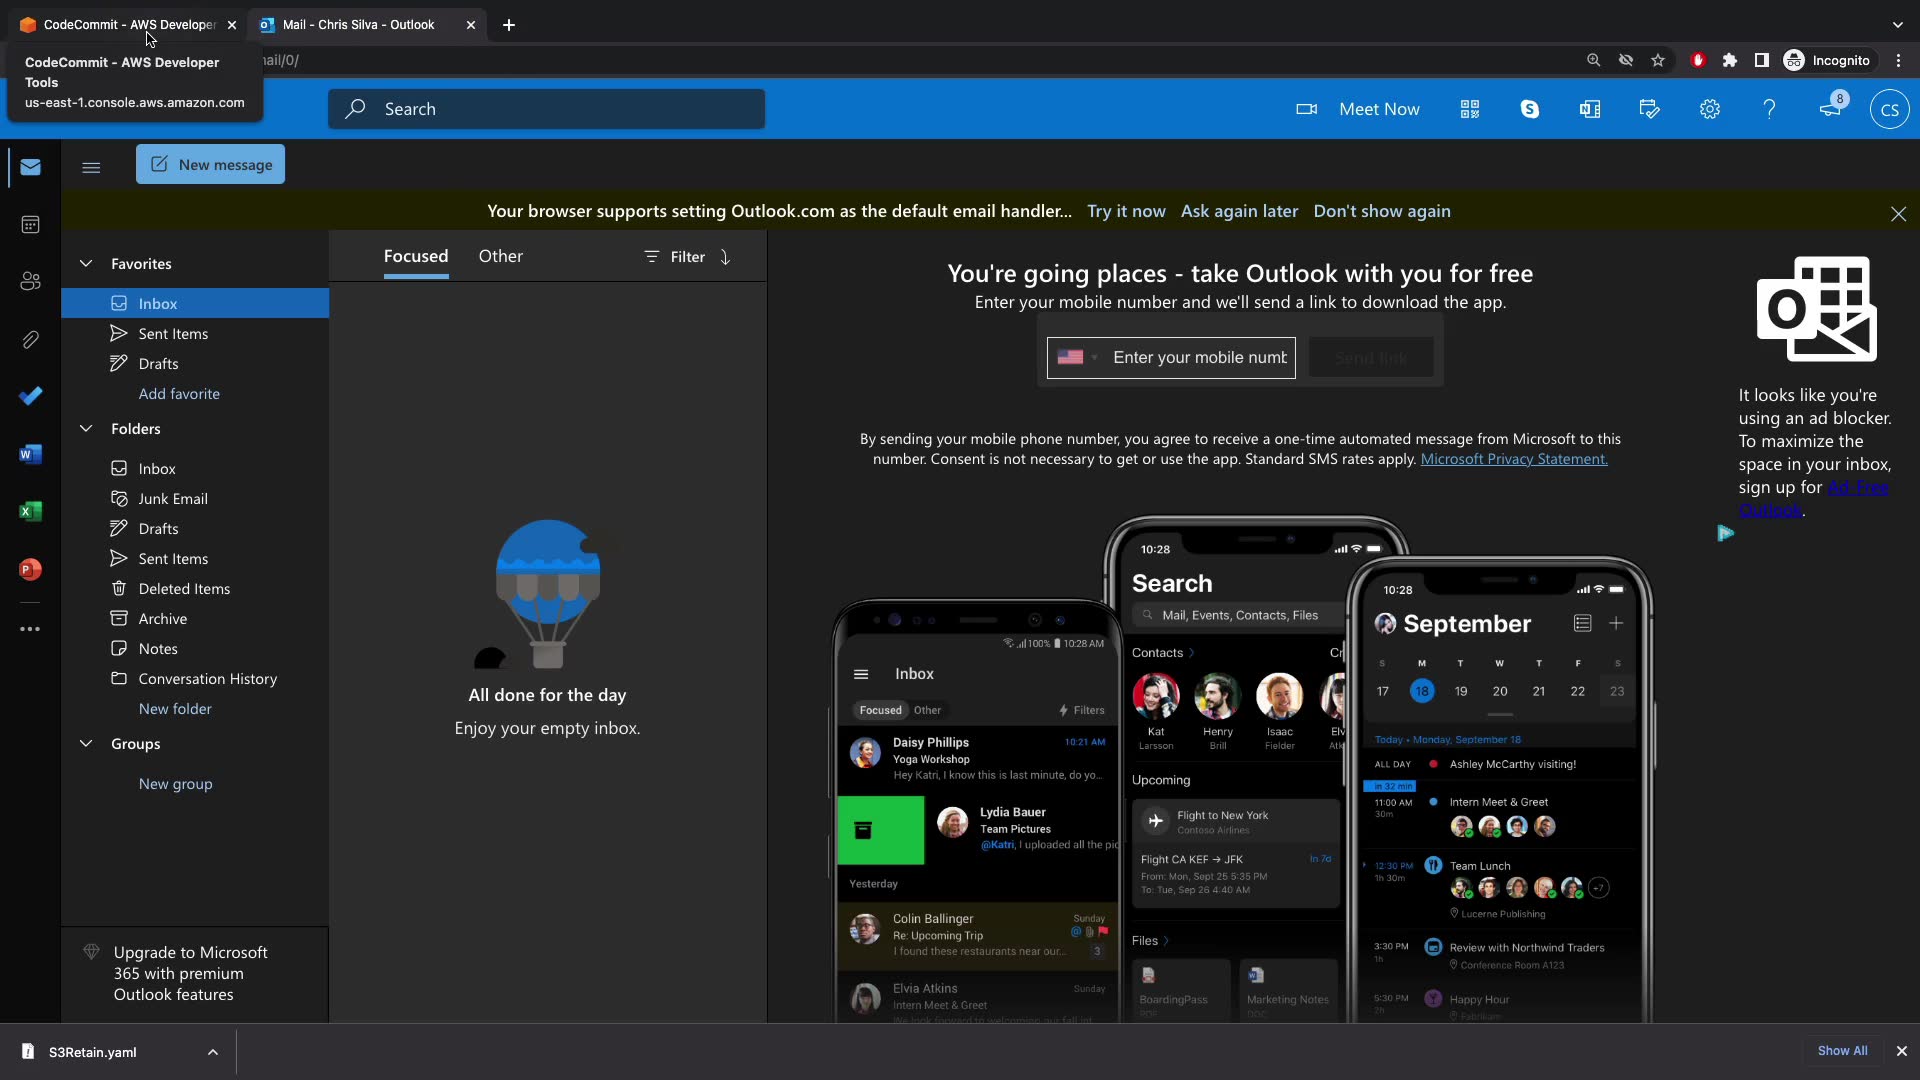 CodeCommit - AWS Developer
Mail - Chris Silva - Outlook
CodeCommit - AWS Developer
Tools
us-east-1.console.aws.amazon.com
mail/0/
Incognito
Search
Meet Now
8
CS
New message
Your browser supports setting Outlook.com as the default email handler... Try it now Ask again later Don't show again
Favorites
Inbox
Sent Items
Drafts
Add favorite
Folders
Inbox
Junk Email
Drafts
Sent Items
Deleted Items
Archive
Notes
Conversation History
New folder
Groups
New group
Upgrade to Microsoft
365 with premium
Outlook features
Focused Other Filter
All done for the day
Enjoy your empty inbox.
You're going places - take Outlook with you for free
Enter your mobile number and we'll send a link to download the app.
Enter your mobile numb
Send link
By sending your mobile phone number, you agree to receive a one-time automated message from Microsoft to this
number. Consent is not necessary to get or use the app. Standard SMS rates apply. Microsoft Privacy Statement.
It looks like you're
using an ad blocker.
To maximize the
space in your inbox,
sign up for Ad-Free
Outlook.
100% 10:28 AM
Inbox
Focused Other Filters
Daisy Phillips 10:21 AM
Yoga Workshop
Hey Katri, I know this is last minute, do yo...
Lydia Bauer
Team Pictures
@Katri, I uploaded all the pic
Yesterday
Colin Ballinger Sunday
Re: Upcoming Trip
I found these restaurants near our... 3
Elvia Atkins Sunday
Intern Meet & Greet
We look forward to welcoming our fall int
10:28
Search
Mail, Events, Contacts, Files
Contacts
Kat
Larsson
Henry
Brill
Isaac
Fielder
Upcoming
Flight to New York
Contoso Airlines
Flight CA KEF → JFK In 7d
From: Mon, Sept 25 5:35 PM
To: Tue, Sep 26 4:40 AM
Files
BoardingPass
PDF
Marketing Notes
DOC
10:28
September
S M T W T F S
17 18 19 20 21 22 23
Today • Monday, September 18
ALL DAY Ashley McCarthy visiting!
in 32 min
11:00 AM Intern Meet & Greet
30m
12:30 PM Team Lunch
1h 30m
+7
Lucerne Publishing
3:30 PM Review with Northwind Traders
1h Conference Room A123
5:30 PM Happy Hour
2h Fabrikam
S3Retain.yaml
Show All